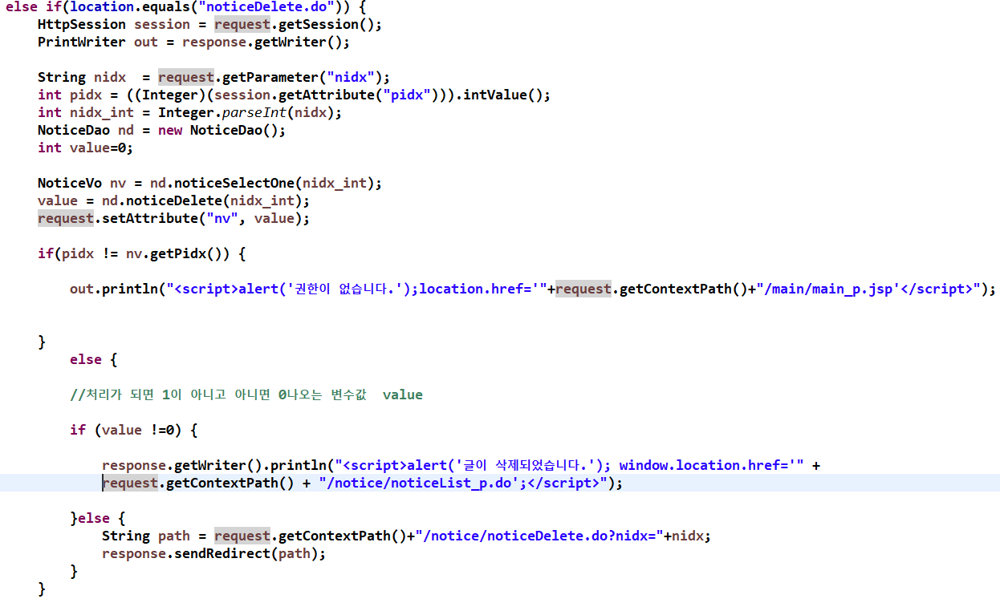 else if(location.equals("noticeDelete.do")) {
HttpSession session = request.getSession();
PrintWriter out = response.getWriter();
String nidx  = request.getParameter("nidx");
int pidx = ((Integer)(session.getAttribute("pidx"))).intValue();
int nidx_int = Integer.parseInt(nidx);
NoticeDao nd = new NoticeDao();
int value=0;
NoticeVo nv = nd.noticeSelectOne(nidx_int);
value = nd.noticeDelete(nidx_int);
request.setAttribute("nv", value);
if(pidx != nv.getPidx()) {
out.println("<script>alert('권한이 없습니다.');location.href='"+request.getContextPath()+"/main/main_p.jsp'</script>");
}
else {
//처리가 되면 1이 아니고 아니면 0나오는 변수값  value
if (value !=0) {
response.getWriter().println("<script>alert('글이 삭제되었습니다.'); window.location.href='" +
request.getContextPath() + "/notice/noticeList_p.do';</script>");
}else {
String path = request.getContextPath()+"/notice/noticeDelete.do?nidx="+nidx;
response.sendRedirect(path);
}
}